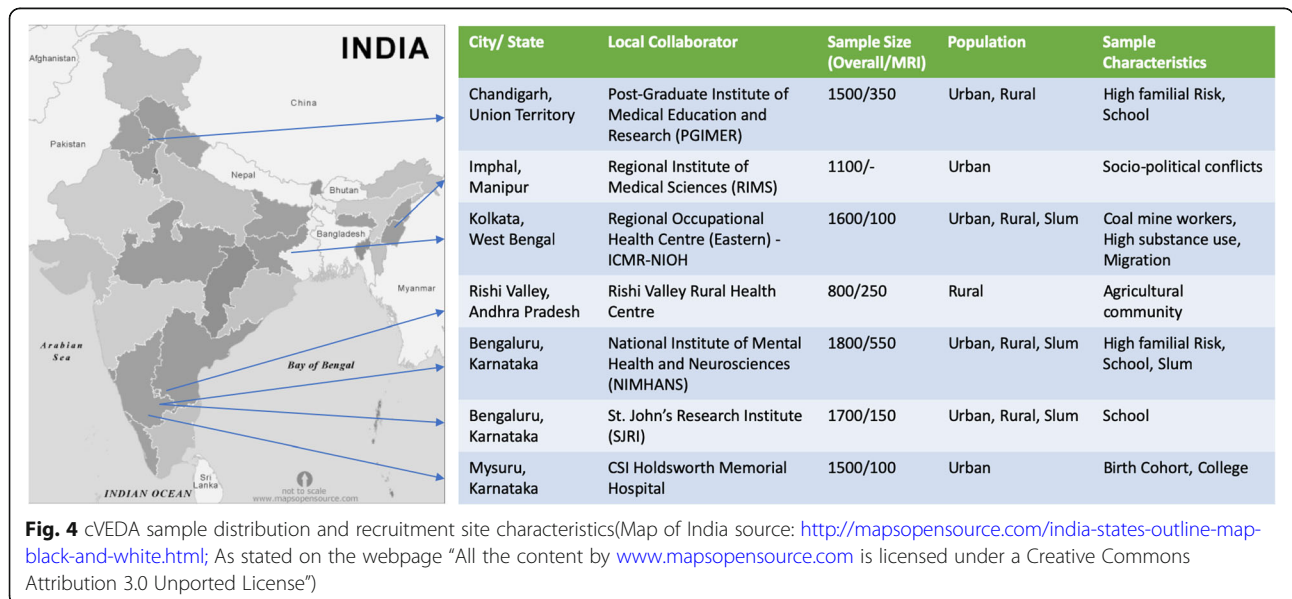 INDIA
Afghanistan
China
Pakistan
Nepal
Bhutan
Bangladesh
Myanmar
Arabian
Sea
Bay of Bengal
Sri
Lanka
INDIAN OCEAN
not to scale
www.mapsopensource.com
City/ State Local Collaborator Sample Size Population Sample
(Overall/MRI) Characteristics
Chandigarh, Post-Graduate Institute of 1500/350 Urban, Rural High familial Risk,
Union Territory Medical Education and School
Research (PGIMER)
Imphal, Regional Institute of 1100/- Urban Socio-political conflicts
Manipur Medical Sciences (RIMS)
Kolkata, Regional Occupational 1600/100 Urban, Rural, Slum Coal mine workers,
West Bengal Health Centre (Eastern) - High substance use,
ICMR-NIOH Migration
Rishi Valley, Rishi Valley Rural Health 800/250 Rural Agricultural
Andhra Pradesh Centre community
Bengaluru, National Institute of Mental 1800/550 Urban, Rural, Slum High familial Risk,
Karnataka Health and Neurosciences School, Slum
(NIMHANS)
Bengaluru, St. John's Research Institute 1700/150 Urban, Rural, Slum School
Karnataka (SJRI)
Mysuru, CSI Holdsworth Memorial 1500/100 Urban Birth Cohort, College
Karnataka Hospital
Fig. 4 cVEDA sample distribution and recruitment site characteristics(Map of India source: http://mapsopensource.com/india-states-outline-map-
black-and-white.html; As stated on the webpage "All the content by www.mapsopensource.com is licensed under a Creative Commons
Attribution 3.0 Unported License")